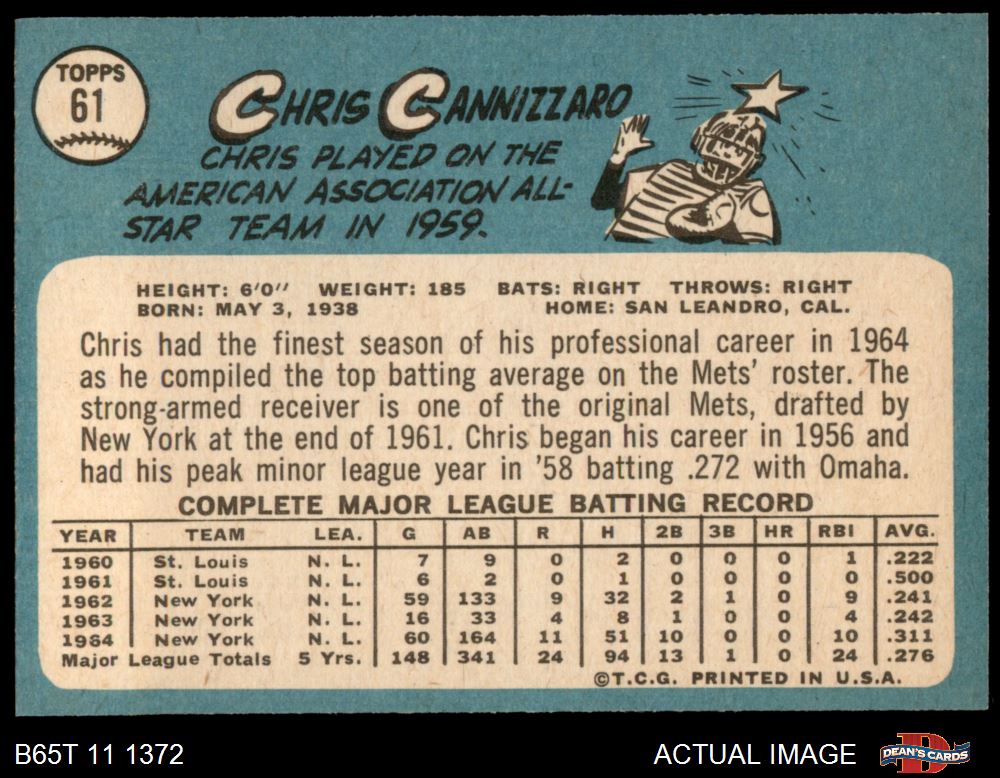 TOPPS
61
CHRIS CANNIZZARO
CHRIS PLAYED ON THE
AMERICAN ASSOCIATION ALL-
STAR TEAM IN 1959.
HEIGHT: 6'0" WEIGHT: 185 BATS: RIGHT THROWS: RIGHT
BORN: MAY 3, 1938 HOME: SAN LEANDRO, CAL.
Chris had the finest season of his professional career in 1964
as he compiled the top batting average on the Mets' roster. The
strong-armed receiver is one of the original Mets, drafted by
New York at the end of 1961. Chris began his career in 1956 and
had his peak minor league year in '58 batting .272 with Omaha.
COMPLETE MAJOR LEAGUE BATTING RECORD
YEAR TEAM LEA. G AB R H 2B 3B HR RBI AVG.
1960 St. Louis N. L. 7 9 0 2 0 0 0 1 .222
1961 St. Louis N. L. 6 2 0 1 0 0 0 0 .500
1962 New York N. L. 59 133 9 32 2 1 0 9 .241
1963 New York N. L. 16 33 4 8 1 0 0 4 .242
1964 New York N. L. 60 164 11 51 10 0 0 10 .311
Major League Totals 5 Yrs. 148 341 24 94 13 1 0 24 .276
©T.C.G. PRINTED IN U.S.A.
B65T 11 1372 ACTUAL IMAGE DEAN'S CARDS